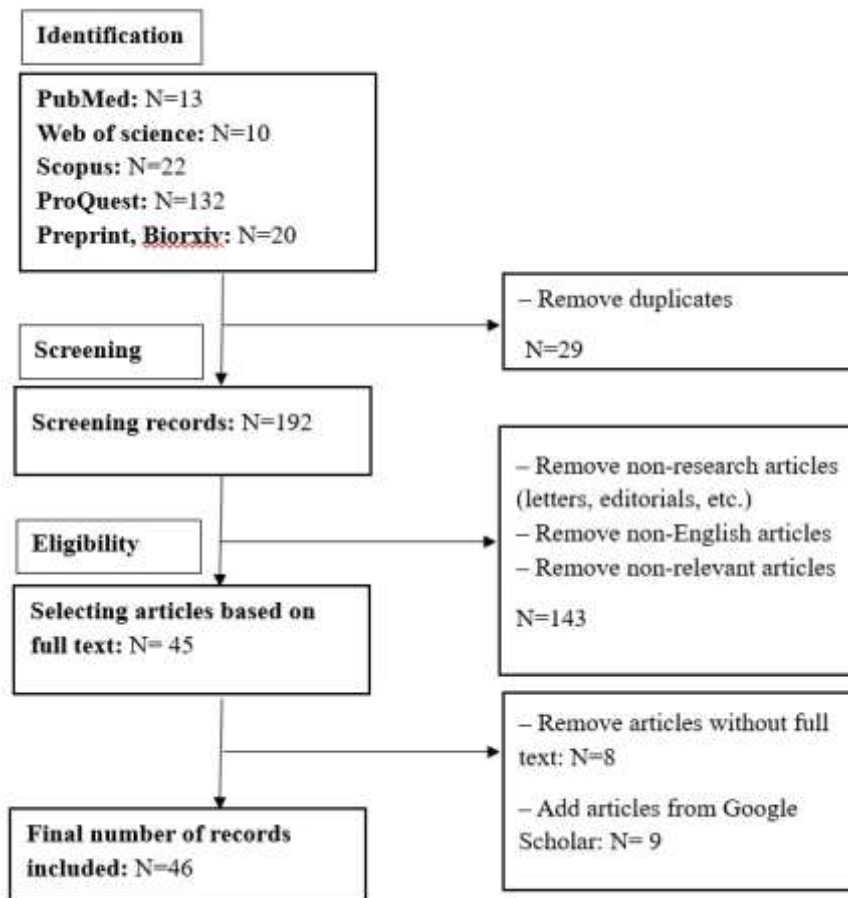 Identification
PubMed: N=13
Web of science: N=10
Scopus: N=22
ProQuest: N=132
Preprint, Biorxiv: N=20
– Remove duplicates
N=29
Screening
Screening records: N=192
– Remove non-research articles
(letters, editorials, etc.)
– Remove non-English articles
– Remove non-relevant articles
N=143
Eligibility
Selecting articles based on
full text: N= 45
– Remove articles without full
text: N=8
– Add articles from Google
Scholar: N= 9
Final number of records
included: N=46